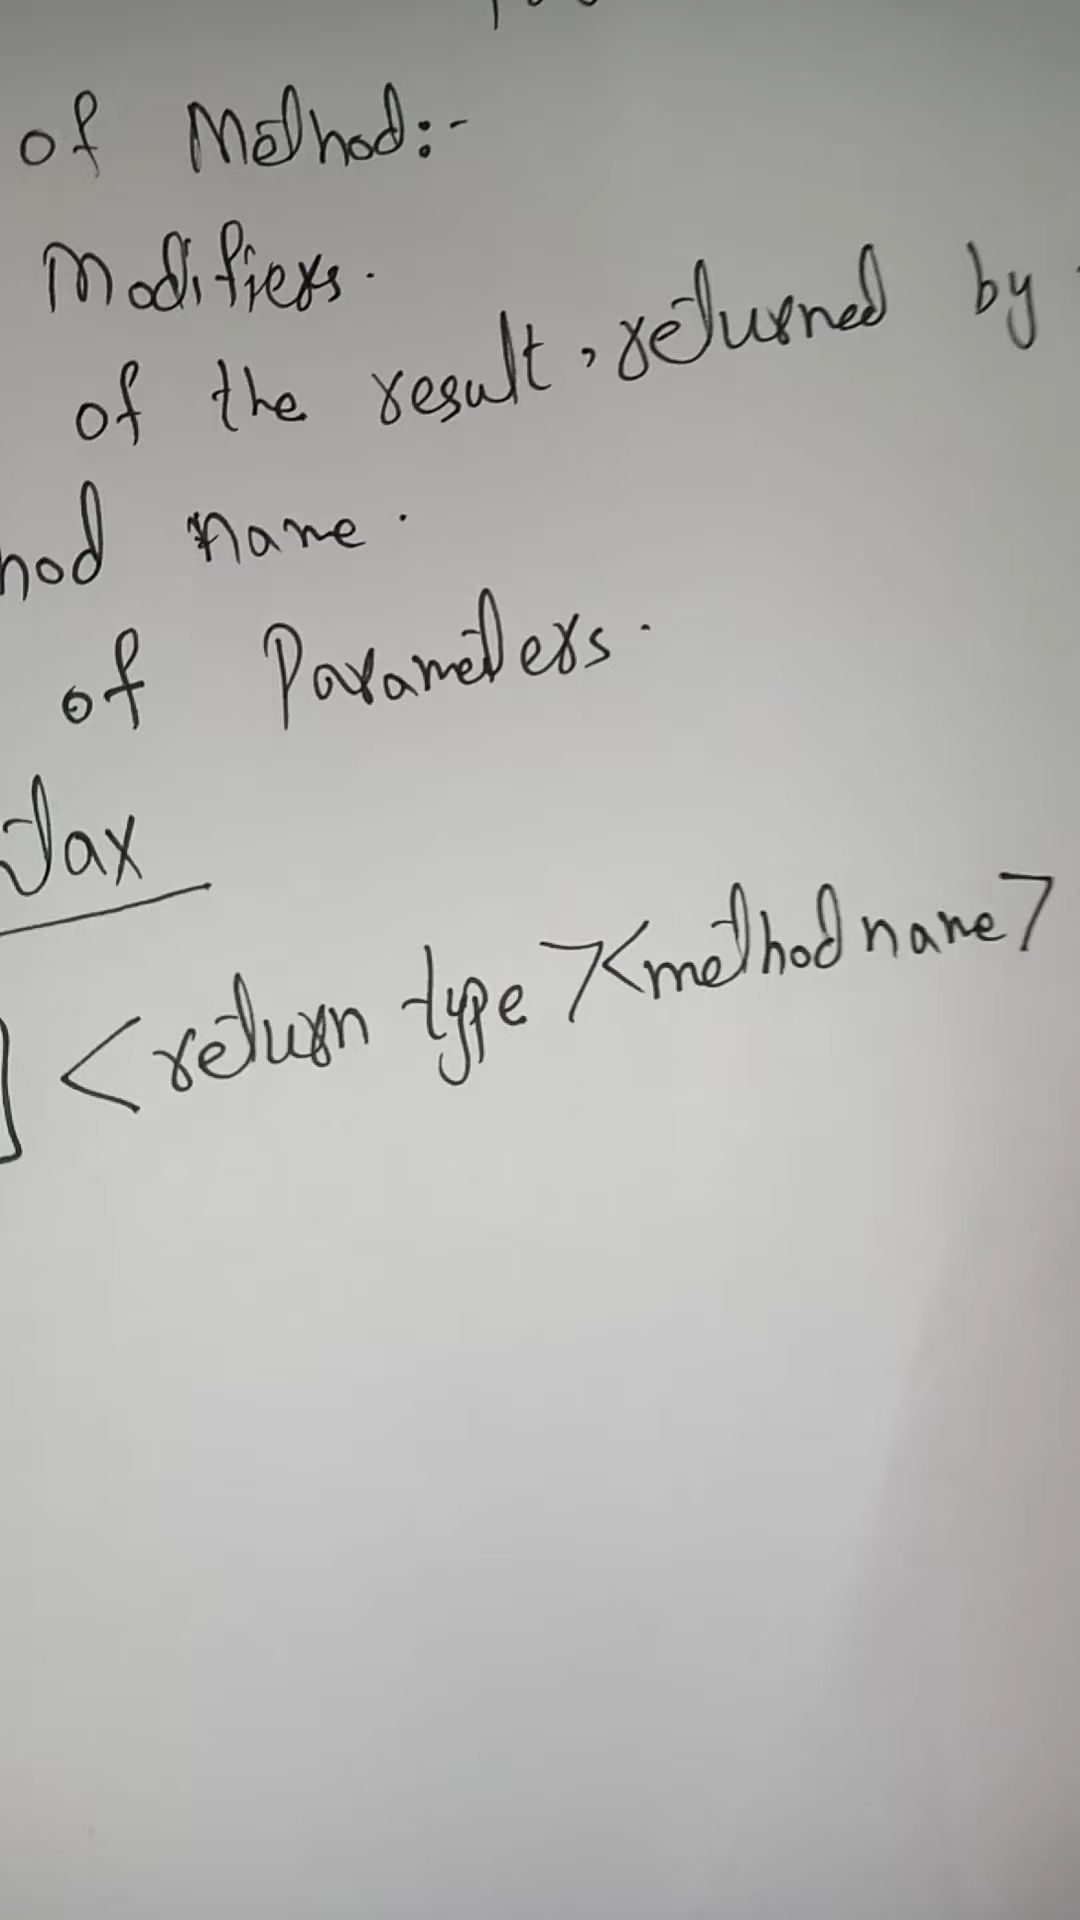 of Method:-
Modifiers.
of the result, returned by
hod name.
of Parameters.
tax
] <return type><method name>